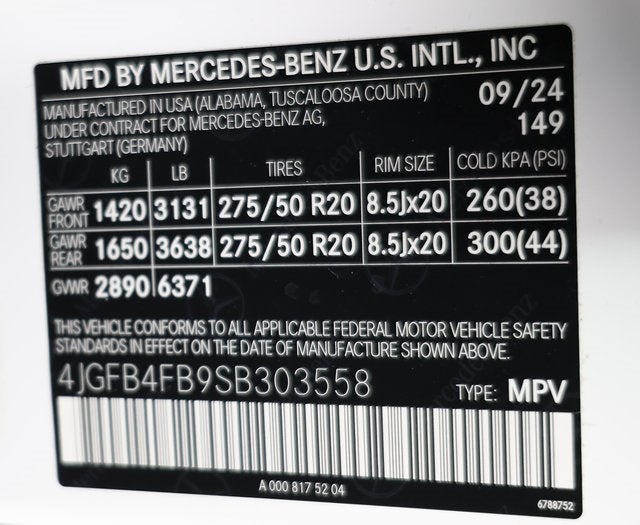 MFD BY MERCEDES-BENZ U.S. INTL., INC
MANUFACTURED IN USA (ALABAMA, TUSCALOOSA COUNTY) 09/24
UNDER CONTRACT FOR MERCEDES-BENZ AG, 149
STUTTGART (GERMANY)
KG LB TIRES RIM SIZE COLD KPA (PSI)
GAWR FRONT 1420 3131 275/50 R20 8.5Jx20 260(38)
GAWR REAR 1650 3638 275/50 R20 8.5Jx20 300(44)
GVWR 2890 6371
THIS VEHICLE CONFORMS TO ALL APPLICABLE FEDERAL MOTOR VEHICLE SAFETY
STANDARDS IN EFFECT ON THE DATE OF MANUFACTURE SHOWN ABOVE.
4JGFB4FB9SB303558 TYPE: MPV
A 000 817 52 04
6788752